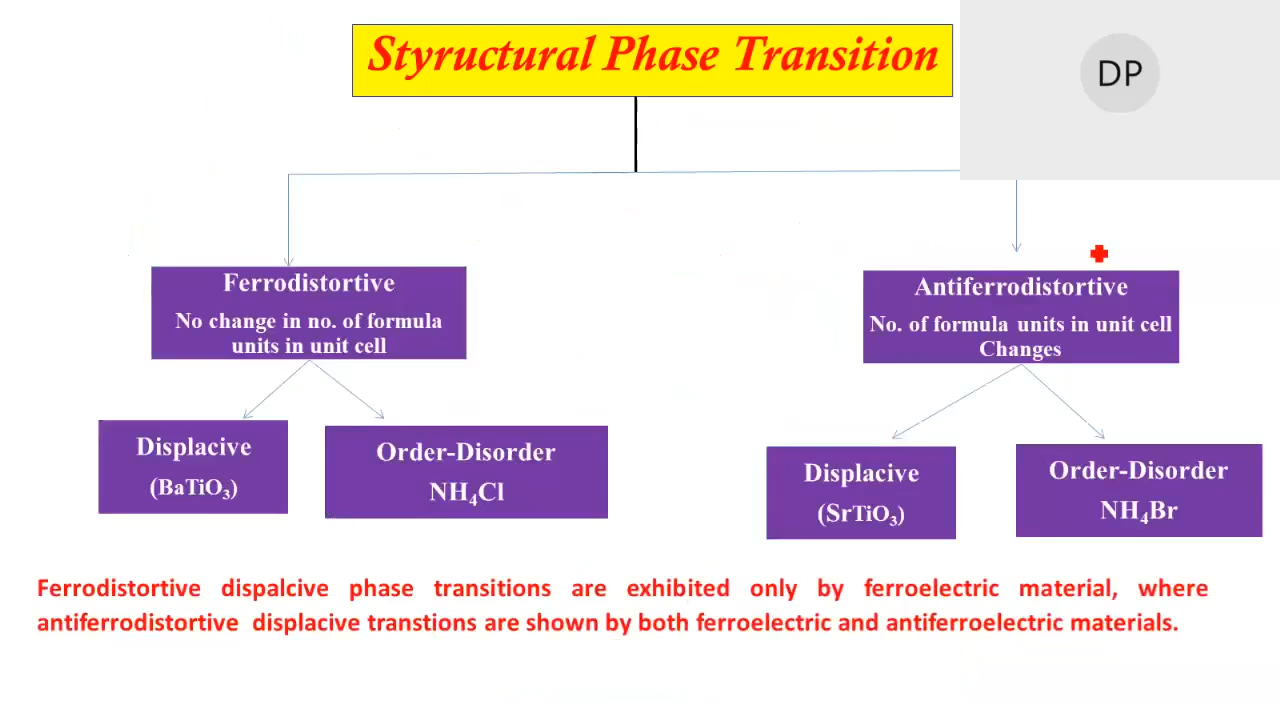 Styructural Phase Transition
DP
Ferrodistortive
No change in no. of formula
units in unit cell
Antiferrodistortive
No. of formula units in unit cell
Changes
Displacive
(BaTiO₃)
Order-Disorder
NH₄Cl
Displacive
(SrTiO₃)
Order-Disorder
NH₄Br
Ferrodistortive dispalcive phase transitions are exhibited only by ferroelectric material, where
antiferrodistortive displacive transtions are shown by both ferroelectric and antiferroelectric materials.